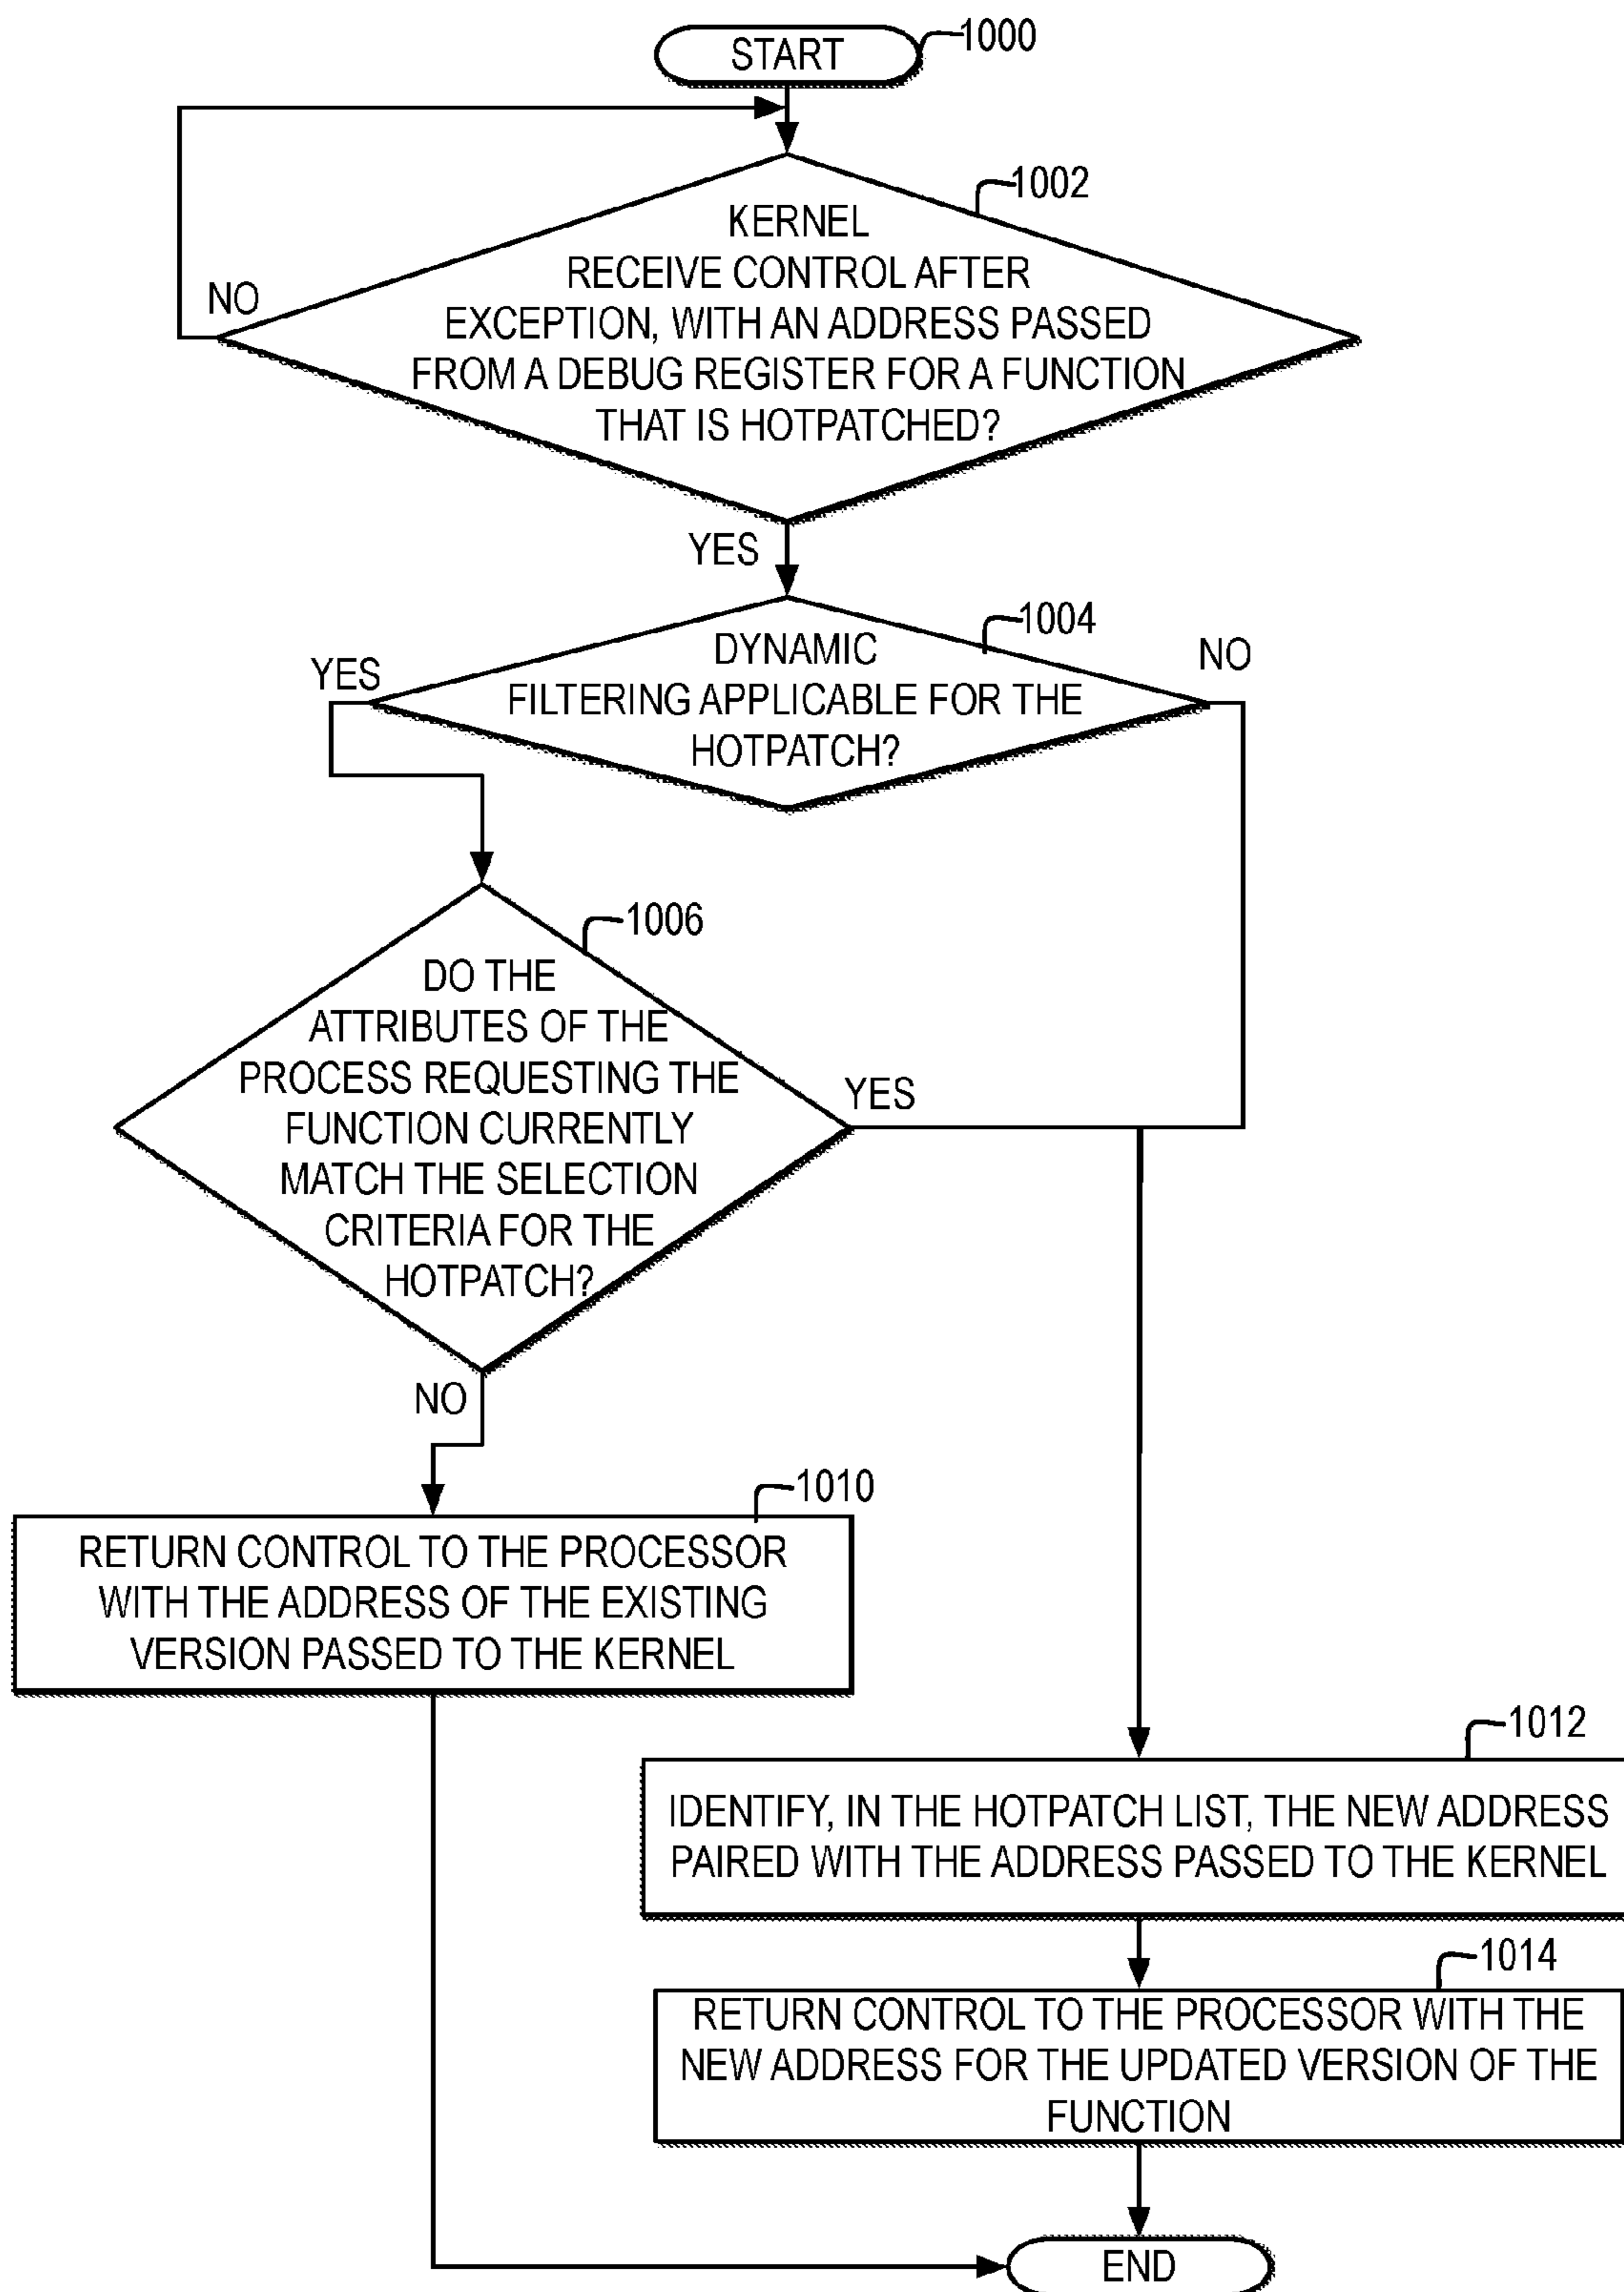 START
1000
1002
KERNEL
RECEIVE CONTROL AFTER
EXCEPTION, WITH AN ADDRESS PASSED
FROM A DEBUG REGISTER FOR A FUNCTION
THAT IS HOTPATCHED?
NO
YES
1004
DYNAMIC
FILTERING APPLICABLE FOR THE
HOTPATCH?
YES
NO
1006
DO THE
ATTRIBUTES OF THE
PROCESS REQUESTING THE
FUNCTION CURRENTLY
MATCH THE SELECTION
CRITERIA FOR THE
HOTPATCH?
YES
NO
1010
RETURN CONTROL TO THE PROCESSOR
WITH THE ADDRESS OF THE EXISTING
VERSION PASSED TO THE KERNEL
1012
IDENTIFY, IN THE HOTPATCH LIST, THE NEW ADDRESS
PAIRED WITH THE ADDRESS PASSED TO THE KERNEL
1014
RETURN CONTROL TO THE PROCESSOR WITH THE
NEW ADDRESS FOR THE UPDATED VERSION OF THE
FUNCTION
END